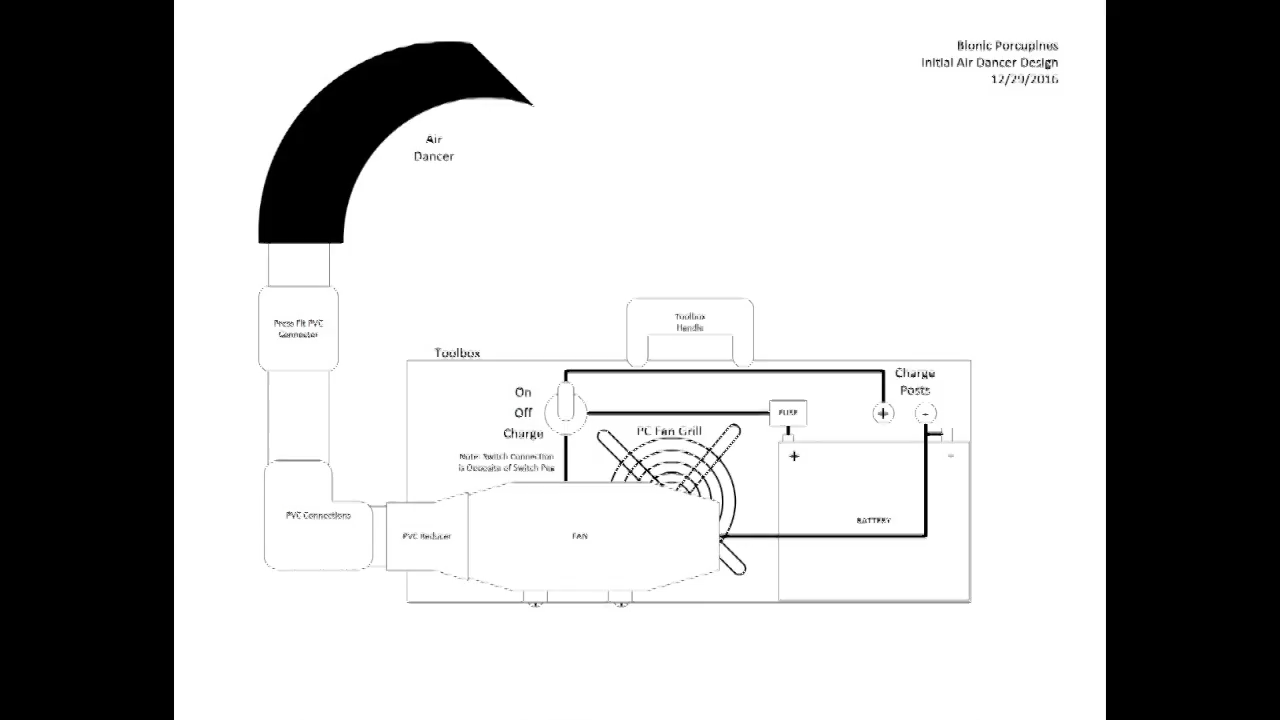 Bionic Porcupines
Initial Air Dancer Design
12/29/2016
Air
Dancer
Press Fit PVC
Connector
Toolbox
Handle
Toolbox
Charge
Posts
On
Off
Charge
FUSE
+
-
PC Fan Grill
Note: Switch Connection
is Opposite of Switch Pos
+
-
PVC Connections
BATTERY
PVC Reducer
FAN